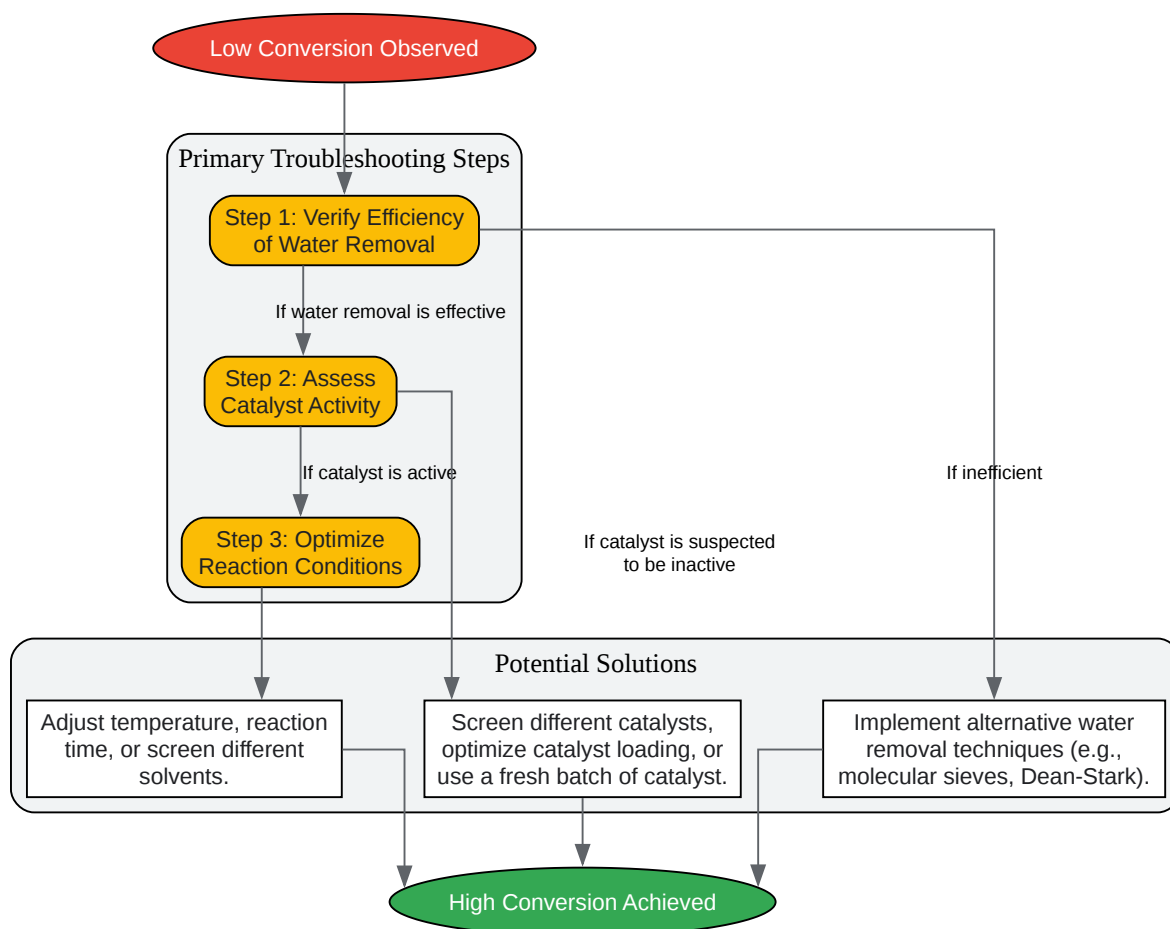 Low Conversion Observed
Primary Troubleshooting Steps
Step 1: Verify Efficiency
of Water Removal
If water removal is effective
Step 2: Assess
Catalyst Activity
If catalyst is active
If inefficient
Step 3: Optimize
Reaction Conditions
If catalyst is suspected
to be inactive
Potential Solutions
Adjust temperature, reaction
time, or screen different
solvents.
Screen different catalysts,
optimize catalyst loading, or
use a fresh batch of catalyst.
Implement alternative water
removal techniques (e.g.,
molecular sieves, Dean-Stark).
High Conversion Achieved